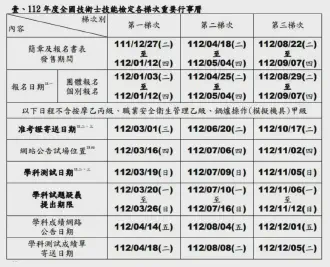 壹、112 年度全國技術士技能檢定各梯次重要行事曆
梯次別
內容
第一梯次
第二梯次
第三梯次
簡章及報名書表
發售期間
111/12/27(二)
至
112/01/12(四)
112/04/18(二)
至
112/05/04(四)
112/08/22(二)
至
112/09/07(四)
報名日期
團體報名
個別報名
112/01/03(二)
至
112/01/12(四)
112/04/25(二)
至
112/05/04(四)
112/08/29(二)
至
112/09/07(四)
以下日程不含按摩乙丙級、職業安全衛生管理乙級、鍋爐操作(模擬機具)甲級
准考證寄送日期
112/03/01(三)
112/06/20(二)
112/10/17(二)
網站公告試場位置
112/03/16(四)
112/07/06(四)
112/11/02(四)
學科測試日期
112/03/19(日)
112/07/09(日)
112/11/05(日)
學科試題疑義
提出期限
112/03/20(一)
至
112/03/26(日)
112/07/10(一)
至
112/07/16(日)
112/11/06(一)
至
112/11/12(日)
學科成績網路
公告日期
112/04/14(五)
112/08/04(五)
112/12/01(五)
學科測試成績單
寄送日期
112/04/18(二)
112/08/08(二)
112/12/05(二)